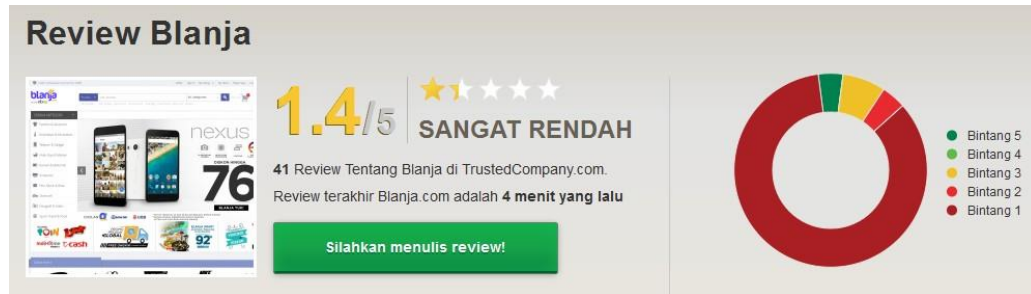 Review Blanja
blanja
nexus
76
92
1.4/5
SANGAT RENDAH
41 Review Tentang Blanja di TrustedCompany.com.
Review terakhir Blanja.com adalah 4 menit yang lalu
Silahkan menulis review!
Bintang 5
Bintang 4
Bintang 3
Bintang 2
Bintang 1